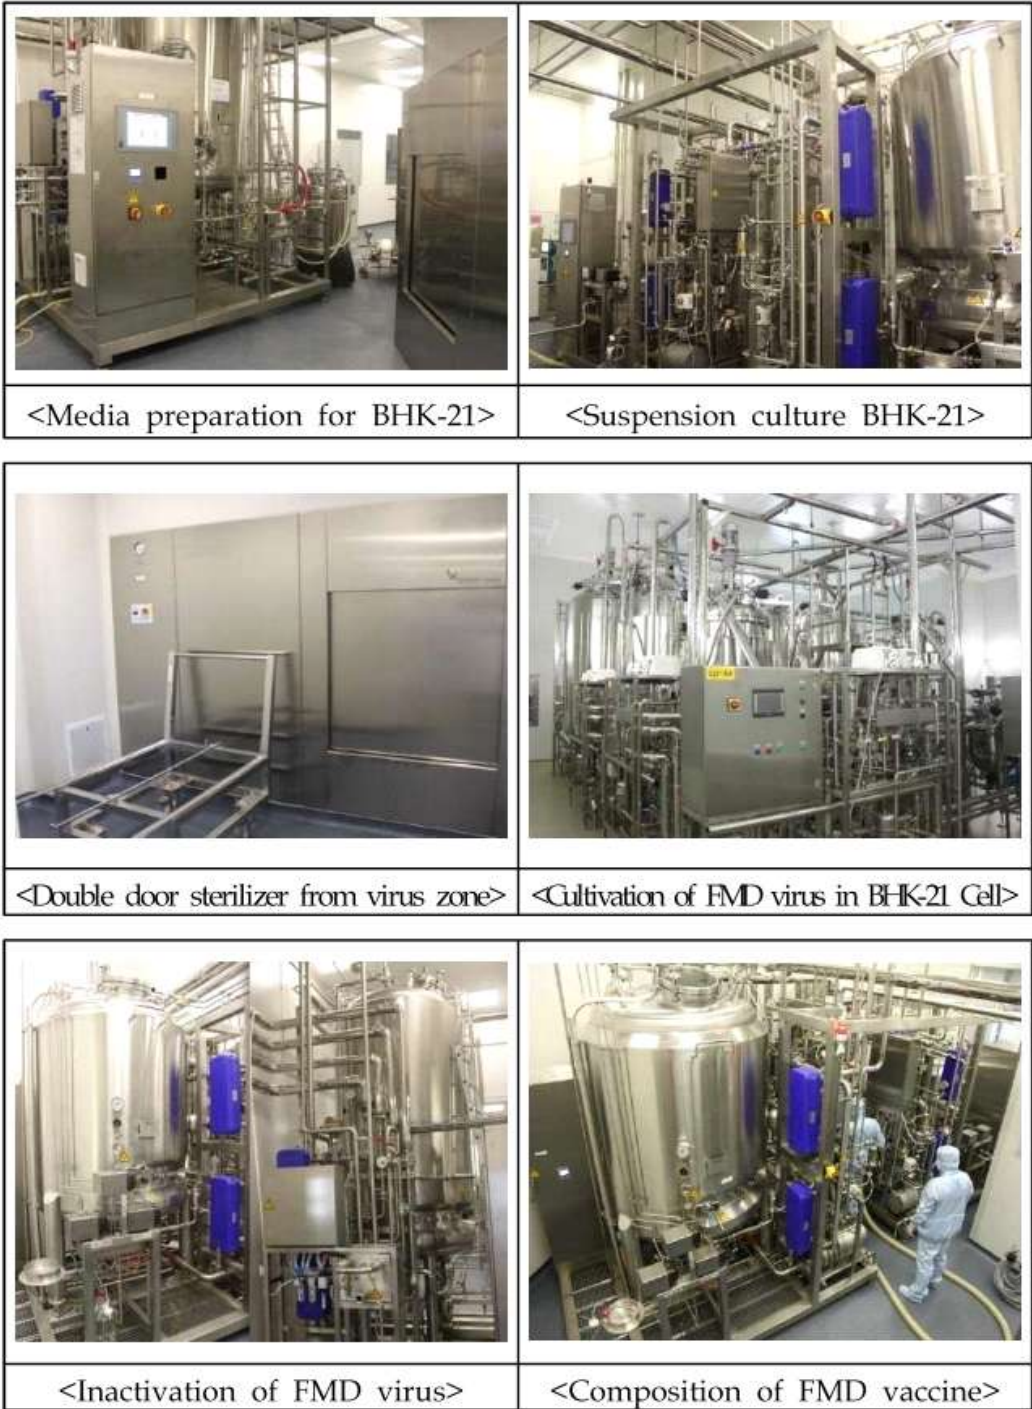 <Media preparation for BHK-21>
<Suspension culture BHK-21>
<Double door sterilizer from virus zone>
<Cultivation of FMD virus in BHK-21 Cell>
<Inactivation of FMD virus>
<Composition of FMD vaccine>